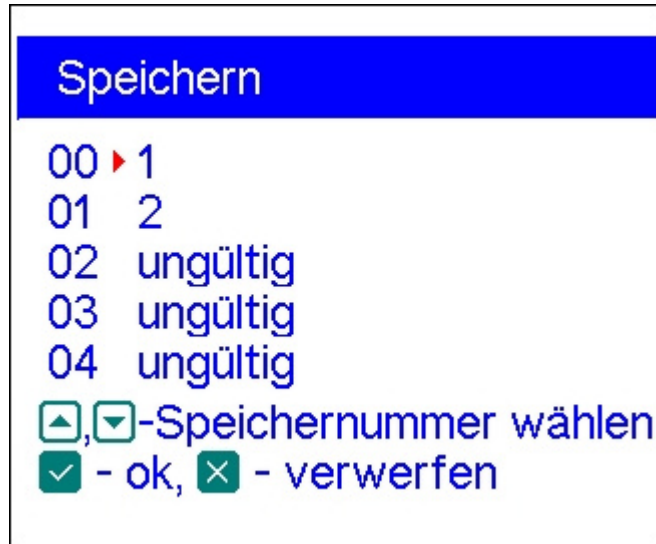 Speichern
00 1
01 2
02 ungültig
03 ungültig
04 ungültig
,-Speichernummer wählen
- ok, - verwerfen